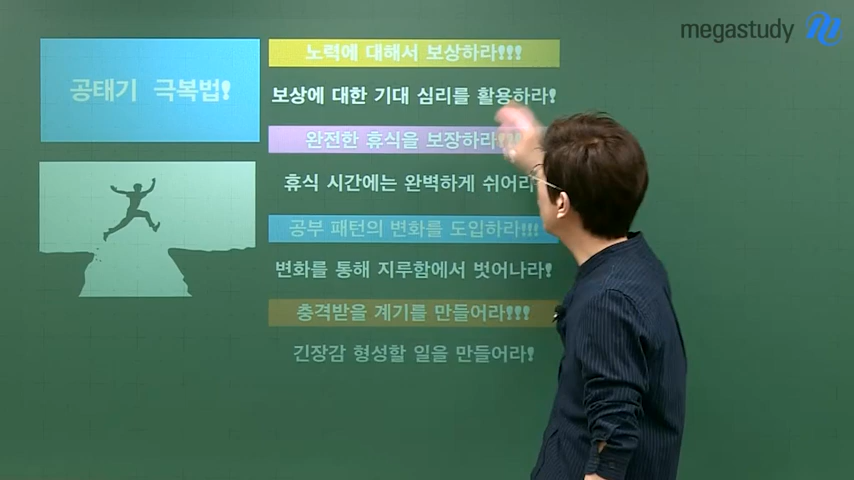 megastudy
공태기 극복법!
노력에 대해서 보상하라!!!
보상에 대한 기대 심리를 활용하라!
완전한 휴식을 보장하라!!!
휴식 시간에는 완벽하게 쉬어라
공부 패턴의 변화를 도입하라!!!
변화를 통해 지루함에서 벗어나라!
충격받을 계기를 만들어라!!!
긴장감 형성할 일을 만들어라!